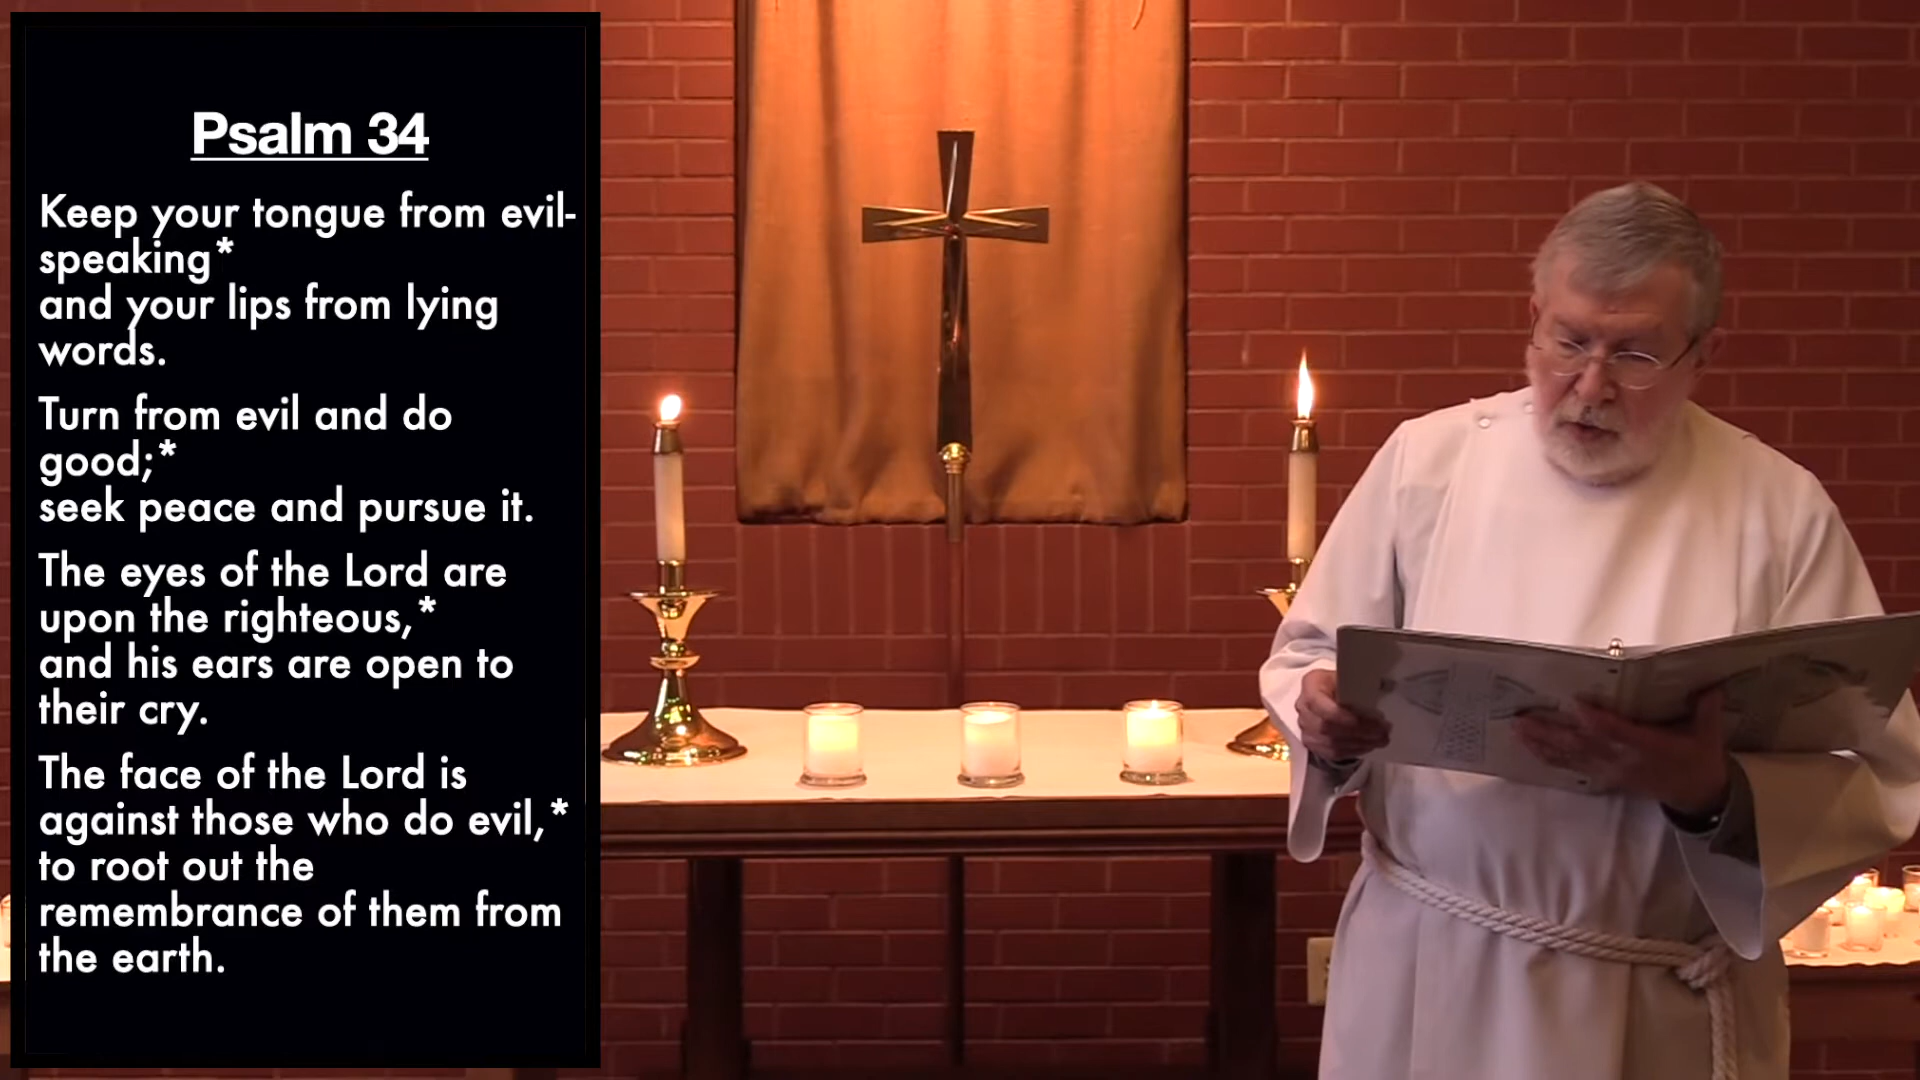 Psalm 34
Keep your tongue from evil-
speaking*
and your lips from lying
words.
Turn from evil and do
good;*
seek peace and pursue it.
The eyes of the Lord are
upon the righteous,*
and his ears are open to
their cry.
The face of the Lord is
against those who do evil,*
to root out the
remembrance of them from
the earth.